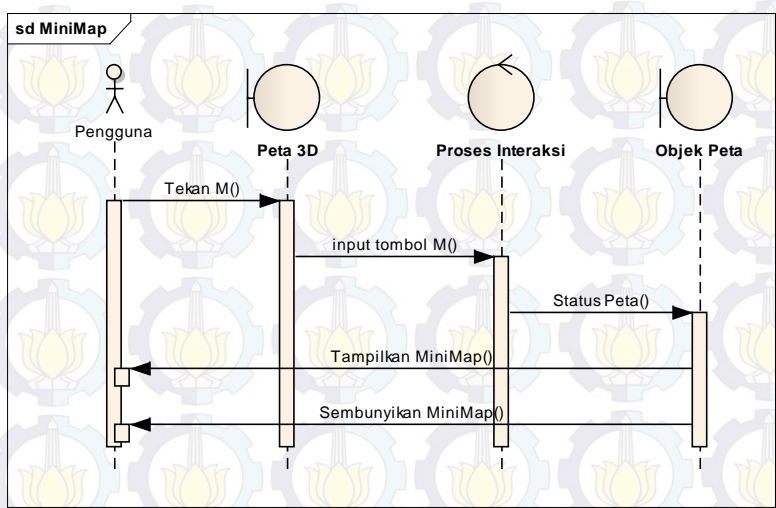 sd MiniMap
Pengguna
Peta 3D
Proses Interaksi
Objek Peta
Tekan M()
input tombol M()
Status Peta()
Tampilkan MiniMap()
Sembunyikan MiniMap()